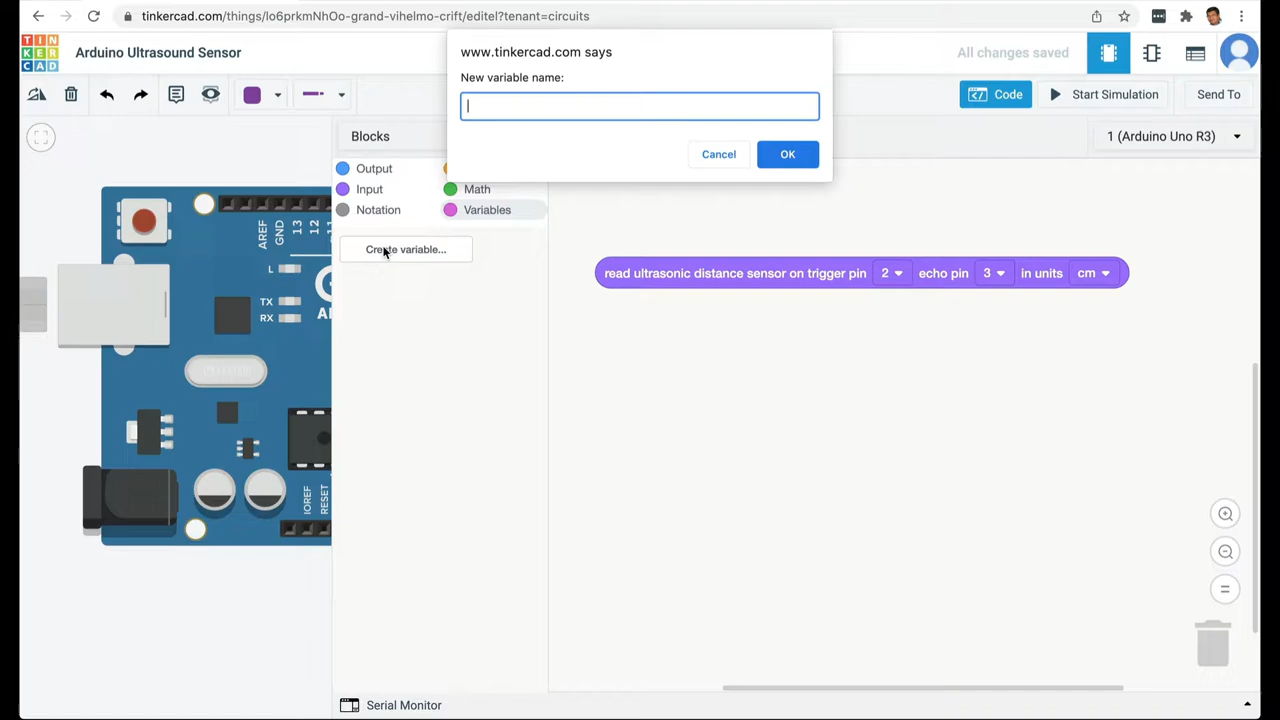 tinkercad.com/things/lo6prkmNhOo-grand-vihelmo-crift/editel?tenant=circuits
TIN
KER
CAD
Arduino Ultrasound Sensor
www.tinkercad.com says
New variable name:
Cancel
OK
All changes saved
Code
Start Simulation
Send To
Blocks
1 (Arduino Uno R3)
Output
Input
Math
Notation
Variables
Create variable...
read ultrasonic distance sensor on trigger pin 2 echo pin 3 in units cm
AREF
GND
13
12
L
TX
RX
IOREF
RESET
Serial Monitor